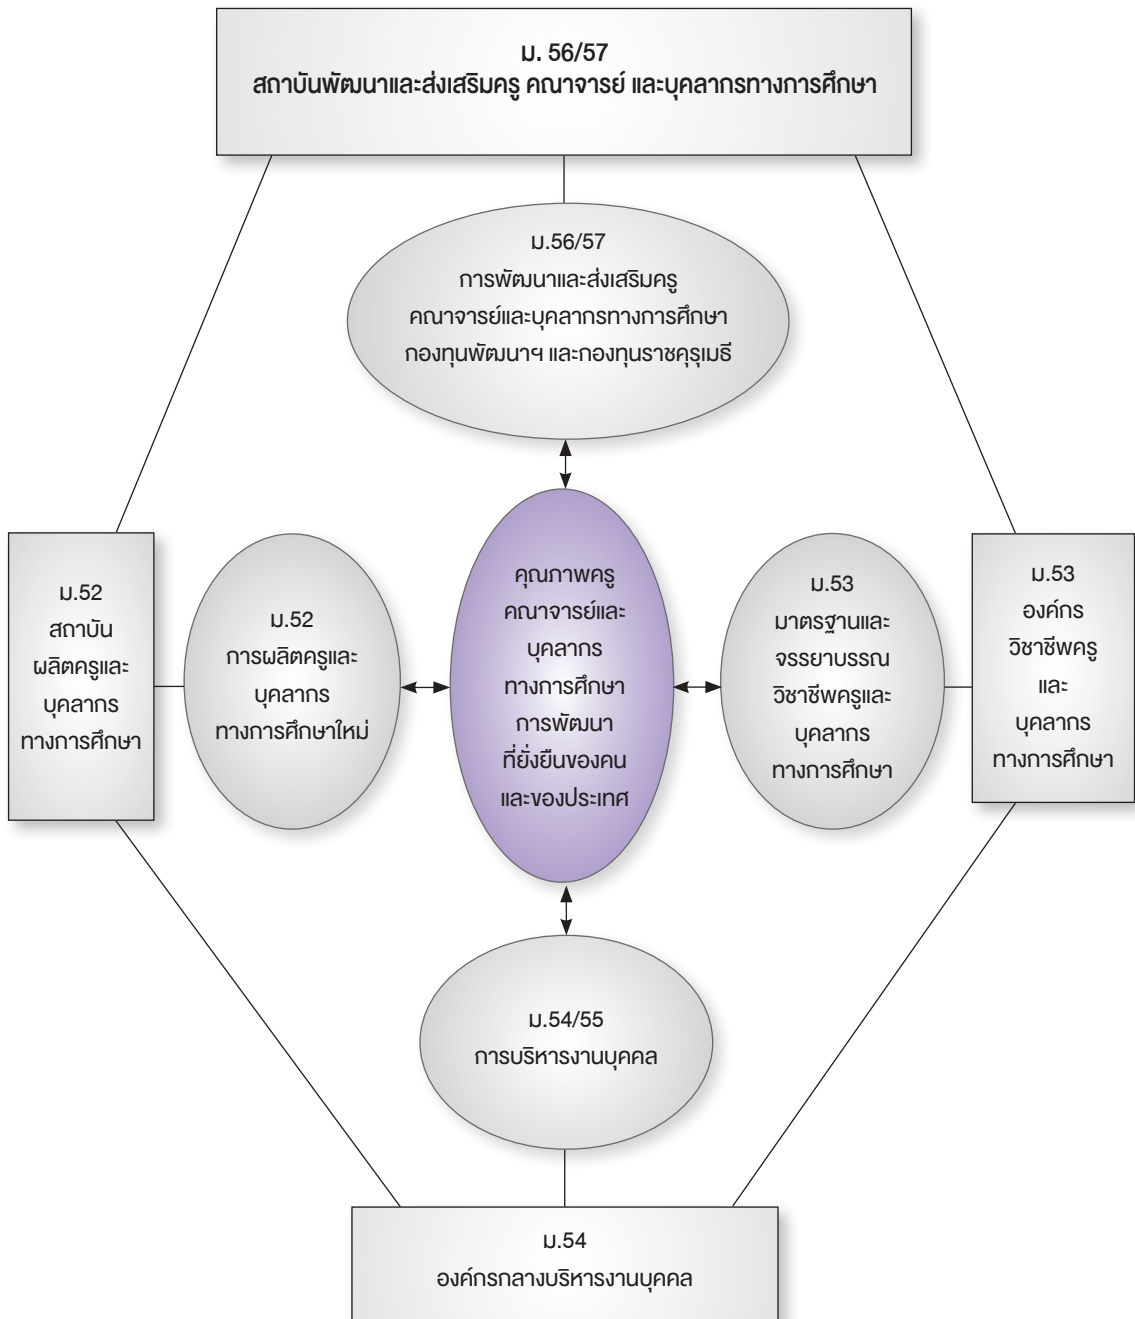 ม. 56/57
สถาบันพัฒนาและส่งเสริมครู คณาจารย์ และบุคลากรทางการศึกษา
ม.56/57
การพัฒนาและส่งเสริมครู
คณาจารย์และบุคลากรทางการศึกษา
กองทุนพัฒนาฯ และกองทุนราชคุรุเมธี
ม.52
สถาบัน
ผลิตครูและ
บุคลากร
ทางการศึกษา
ม.52
การผลิตครูและ
บุคลากร
ทางการศึกษาใหม่
คุณภาพครู
คณาจารย์และ
บุคลากร
ทางการศึกษา
การพัฒนา
ที่ยั่งยืนของคน
และของประเทศ
ม.53
มาตรฐานและ
จรรยาบรรณ
วิชาชีพครูและ
บุคลากร
ทางการศึกษา
ม.53
องค์กร
วิชาชีพครู
และ
บุคลากร
ทางการศึกษา
ม.54/55
การบริหารงานบุคคล
ม.54
องค์กรกลางบริหารงานบุคคล